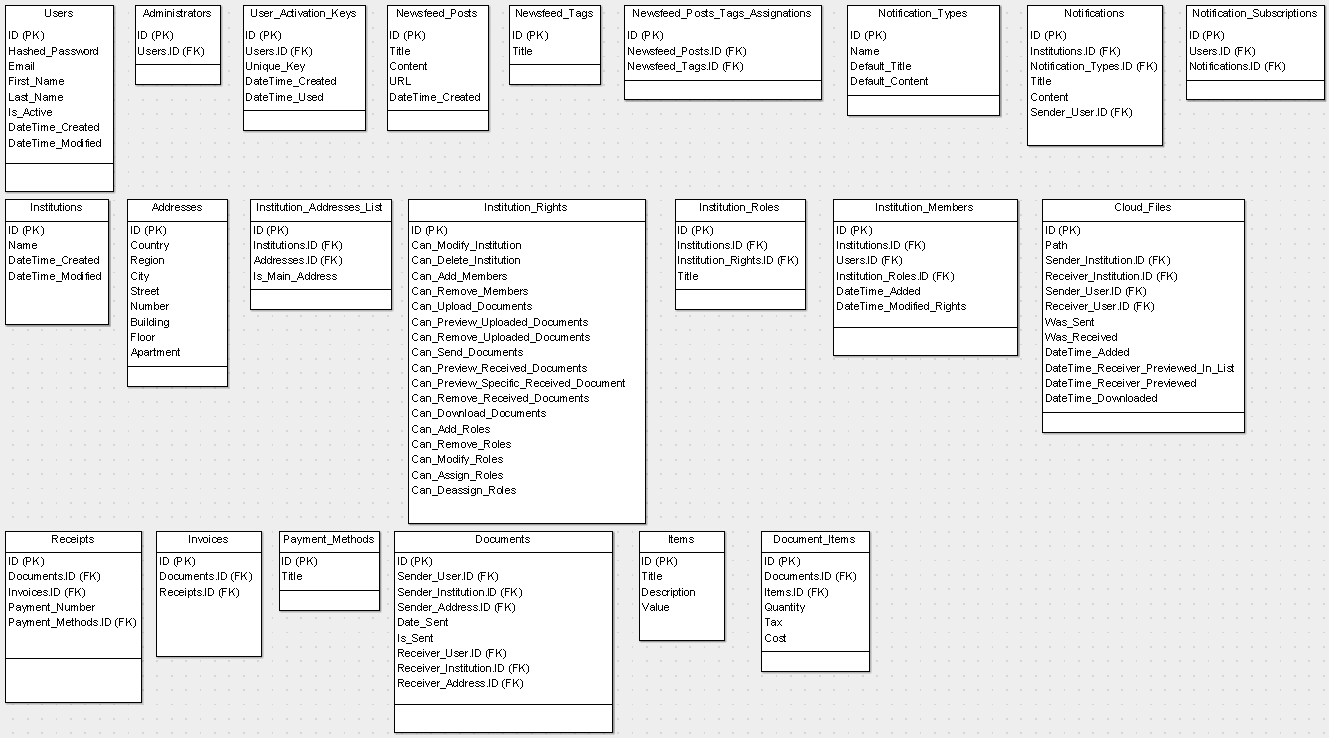 Users
ID (PK)
Hashed_Password
Email
First_Name
Last_Name
Is_Active
DateTime_Created
DateTime_Modified
Administrators
ID (PK)
Users.ID (FK)
User_Activation_Keys
ID (PK)
Users.ID (FK)
Unique_Key
DateTime_Created
DateTime_Used
Newsfeed_Posts
ID (PK)
Title
Content
URL
DateTime_Created
Newsfeed_Tags
ID (PK)
Title
Newsfeed_Posts_Tags_Assignations
ID (PK)
Newsfeed_Posts.ID (FK)
Newsfeed_Tags.ID (FK)
Notification_Types
ID (PK)
Name
Default_Title
Default_Content
Notifications
ID (PK)
Institutions.ID (FK)
Notification_Types.ID (FK)
Title
Content
Sender_User.ID (FK)
Notification_Subscriptions
ID (PK)
Users.ID (FK)
Notifications.ID (FK)
Institutions
ID (PK)
Name
DateTime_Created
DateTime_Modified
Addresses
ID (PK)
Country
Region
City
Street
Number
Building
Floor
Apartment
Institution_Addresses_List
ID (PK)
Institutions.ID (FK)
Addresses.ID (FK)
Is_Main_Address
Institution_Rights
ID (PK)
Can_Modify_Institution
Can_Delete_Institution
Can_Add_Members
Can_Remove_Members
Can_Upload_Documents
Can_Preview_Uploaded_Documents
Can_Remove_Uploaded_Documents
Can_Send_Documents
Can_Preview_Received_Documents
Can_Preview_Specific_Received_Document
Can_Remove_Received_Documents
Can_Download_Documents
Can_Add_Roles
Can_Remove_Roles
Can_Modify_Roles
Can_Assign_Roles
Can_Deassign_Roles
Institution_Roles
ID (PK)
Institutions.ID (FK)
Institution_Rights.ID (FK)
Title
Institution_Members
ID (PK)
Institutions.ID (FK)
Users.ID (FK)
Institution_Roles.ID (FK)
DateTime_Added
DateTime_Modified_Rights
Cloud_Files
ID (PK)
Path
Sender_Institution.ID (FK)
Receiver_Institution.ID (FK)
Sender_User.ID (FK)
Receiver_User.ID (FK)
Was_Sent
Was_Received
DateTime_Added
DateTime_Receiver_Previewed_In_List
DateTime_Receiver_Previewed
DateTime_Downloaded
Receipts
ID (PK)
Documents.ID (FK)
Invoices.ID (FK)
Payment_Number
Payment_Methods.ID (FK)
Invoices
ID (PK)
Documents.ID (FK)
Receipts.ID (FK)
Payment_Methods
ID (PK)
Title
Documents
ID (PK)
Sender_User.ID (FK)
Sender_Institution.ID (FK)
Sender_Address.ID (FK)
Date_Sent
Is_Sent
Receiver_User.ID (FK)
Receiver_Institution.ID (FK)
Receiver_Address.ID (FK)
Items
ID (PK)
Title
Description
Value
Document_Items
ID (PK)
Documents.ID (FK)
Items.ID (FK)
Quantity
Tax
Cost